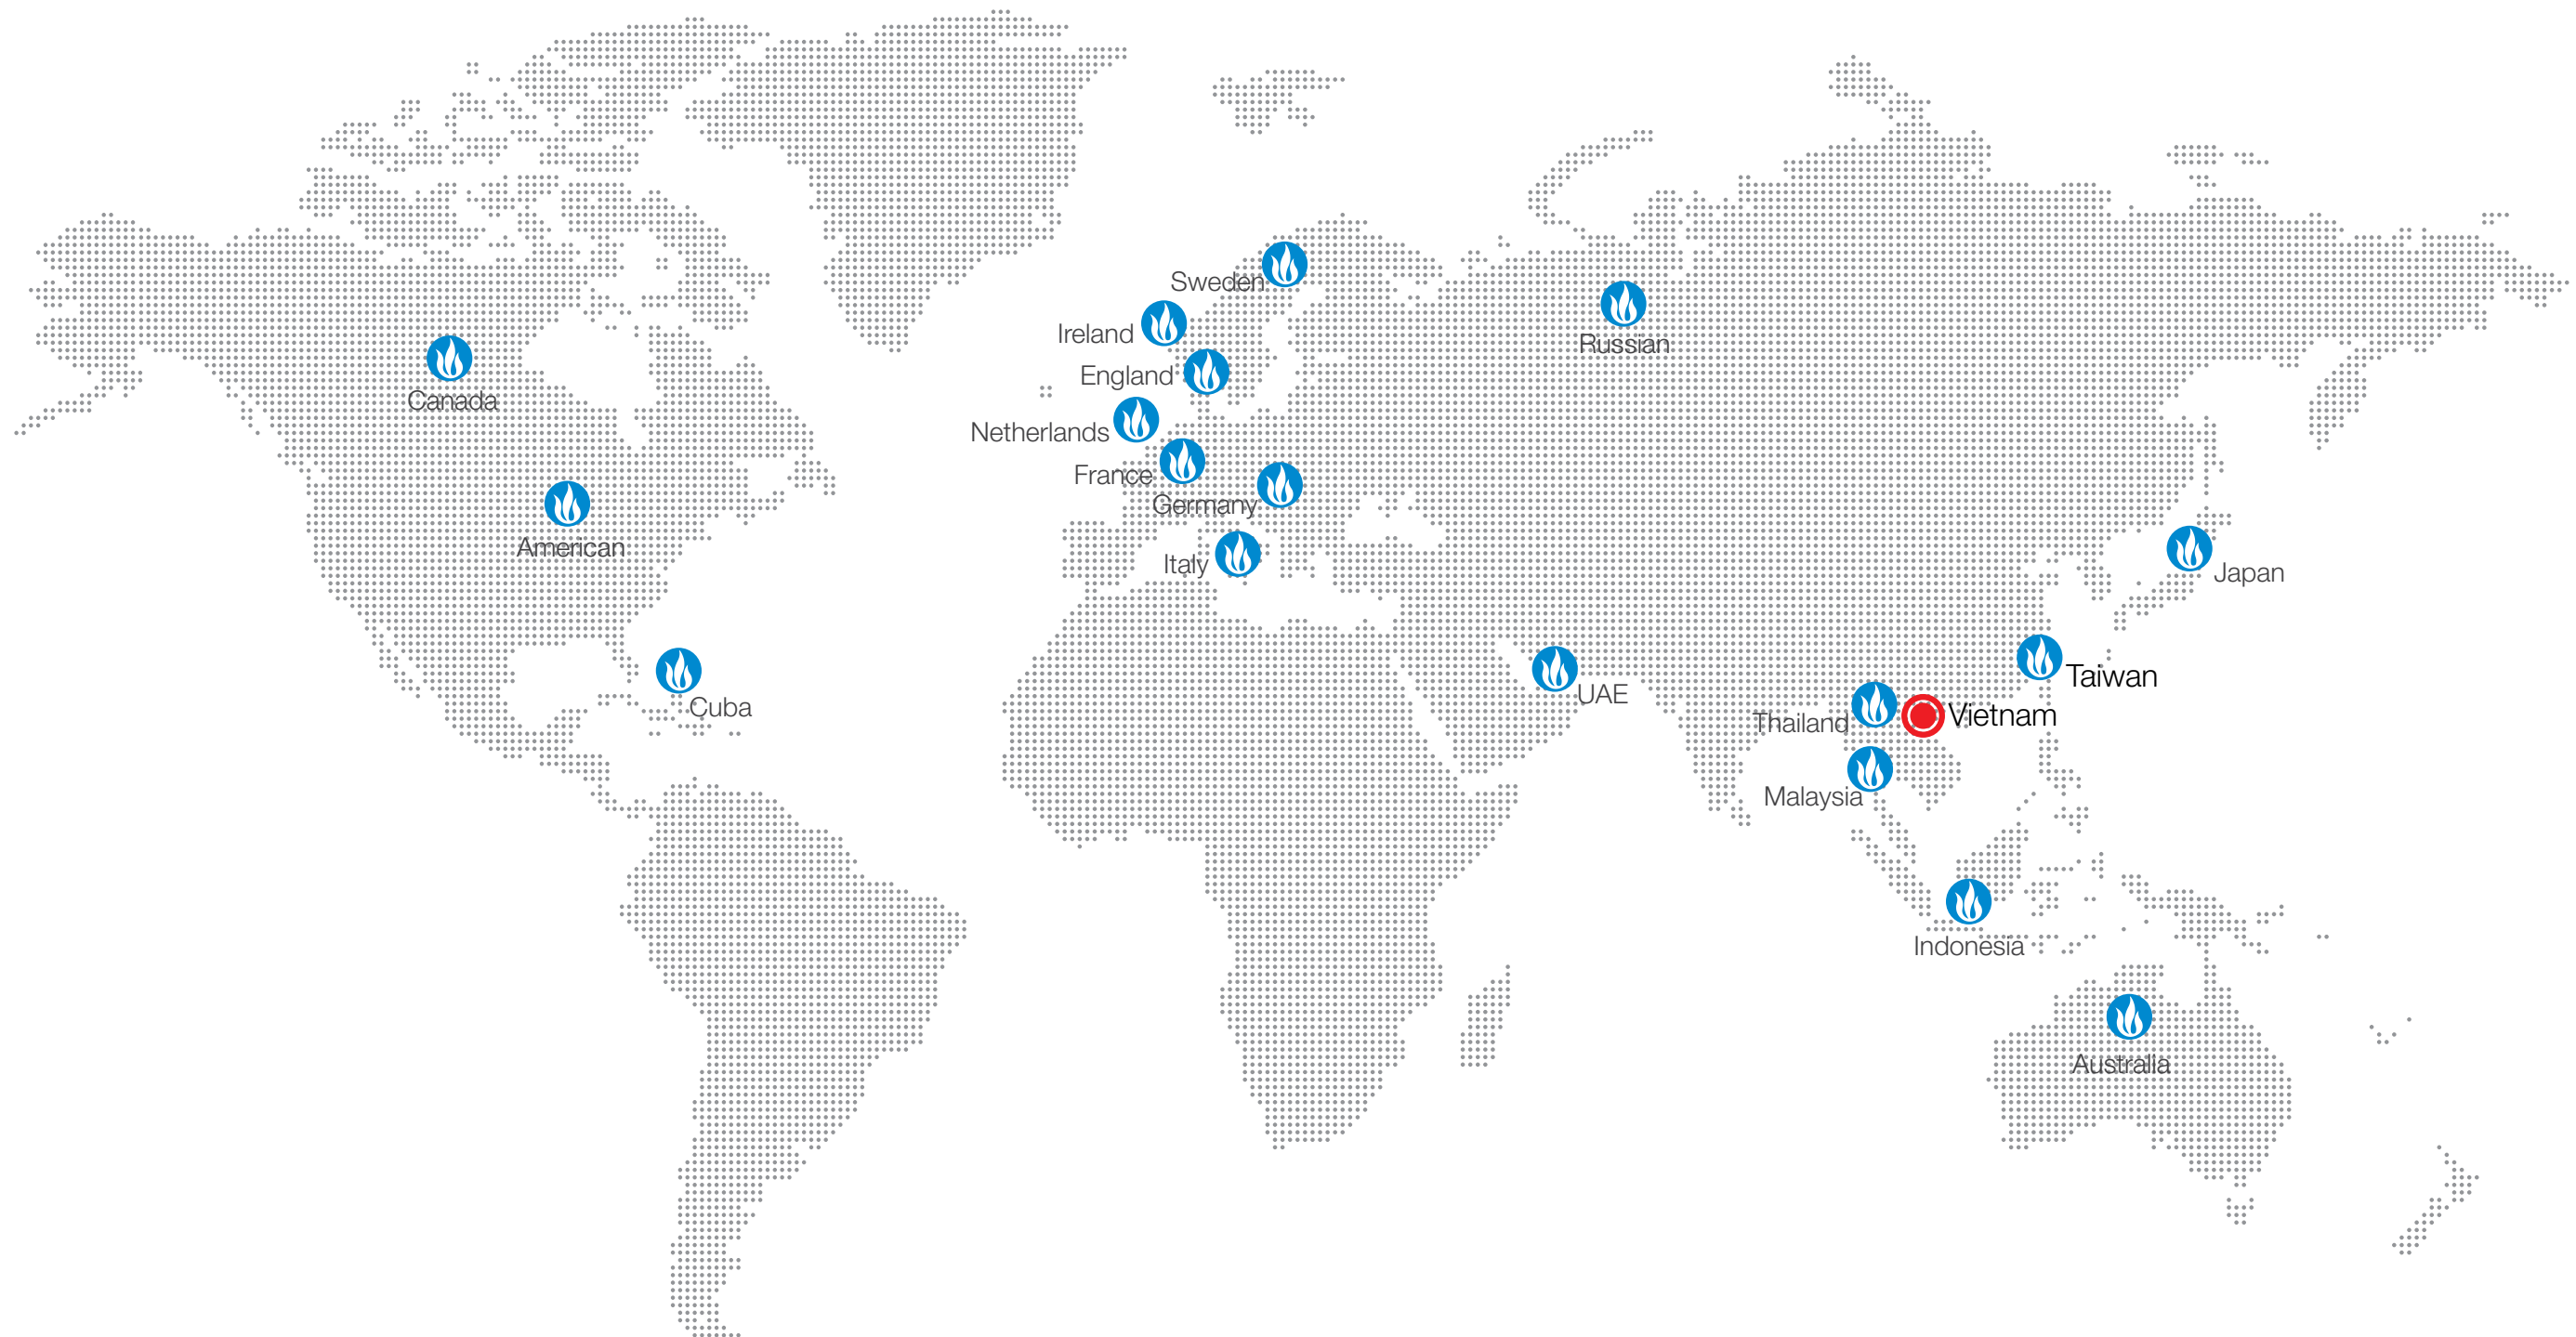 Sweden
Ireland
Russian
England
Canada
Netherlands
France
Germany
American
Italy
Japan
Taiwan
UAE
Cuba
Vietnam
Thailand
Malaysia
Indonesia
Australia